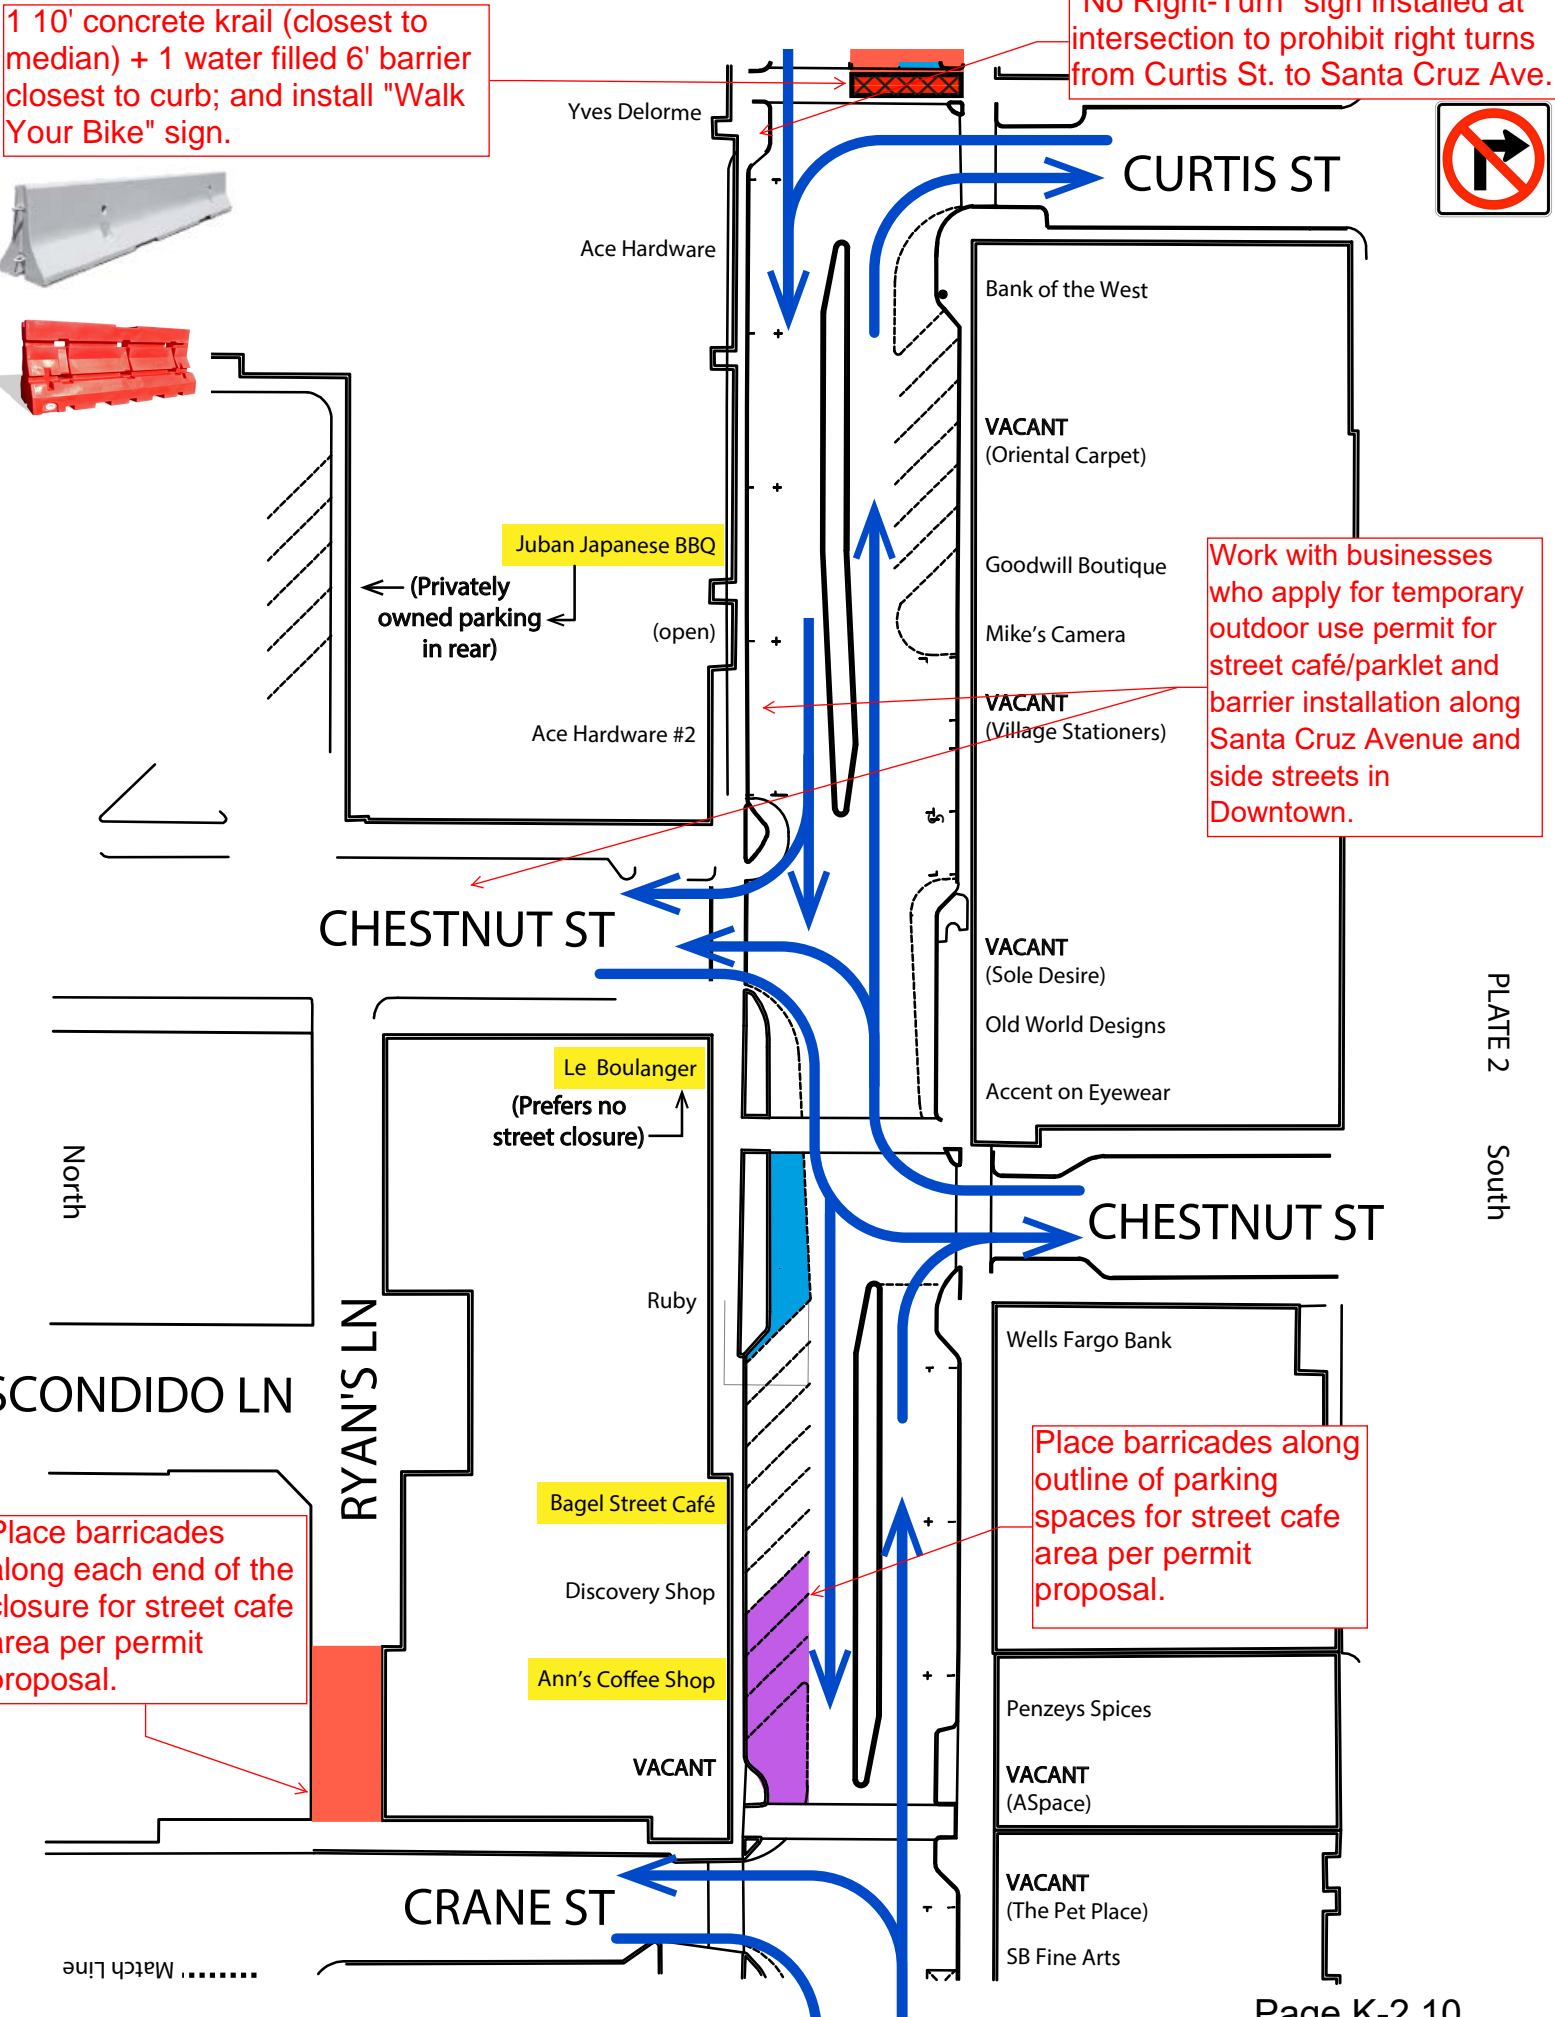 1 10' concrete krail (closest to
median) + 1 water filled 6' barrier
closest to curb; and install "Walk
Your Bike" sign.
"No Right-Turn" sign installed at
intersection to prohibit right turns
from Curtis St. to Santa Cruz Ave.
Yves Delorme
CURTIS ST
Ace Hardware
Bank of the West
VACANT
(Oriental Carpet)
Juban Japanese BBQ
(Privately
owned parking
in rear)
(open)
Goodwill Boutique
Mike's Camera
VACANT
(Village Stationers)
Work with businesses
who apply for temporary
outdoor use permit for
street café/parklet and
barrier installation along
Santa Cruz Avenue and
side streets in
Downtown.
Ace Hardware #2
CHESTNUT ST
VACANT
(Sole Desire)
Old World Designs
Accent on Eyewear
PLATE 2
South
Le Boulanger
(Prefers no
street closure)
North
CHESTNUT ST
Ruby
Wells Fargo Bank
SCONDIDO LN
RYAN'S LN
Place barricades along
outline of parking
spaces for street cafe
area per permit
proposal.
Bagel Street Café
Place barricades
along each end of the
closure for street cafe
area per permit
proposal.
Discovery Shop
Ann's Coffee Shop
Penzeys Spices
VACANT
VACANT
(ASpace)
VACANT
(The Pet Place)
SB Fine Arts
CRANE ST
Match Line
Page K-2.10